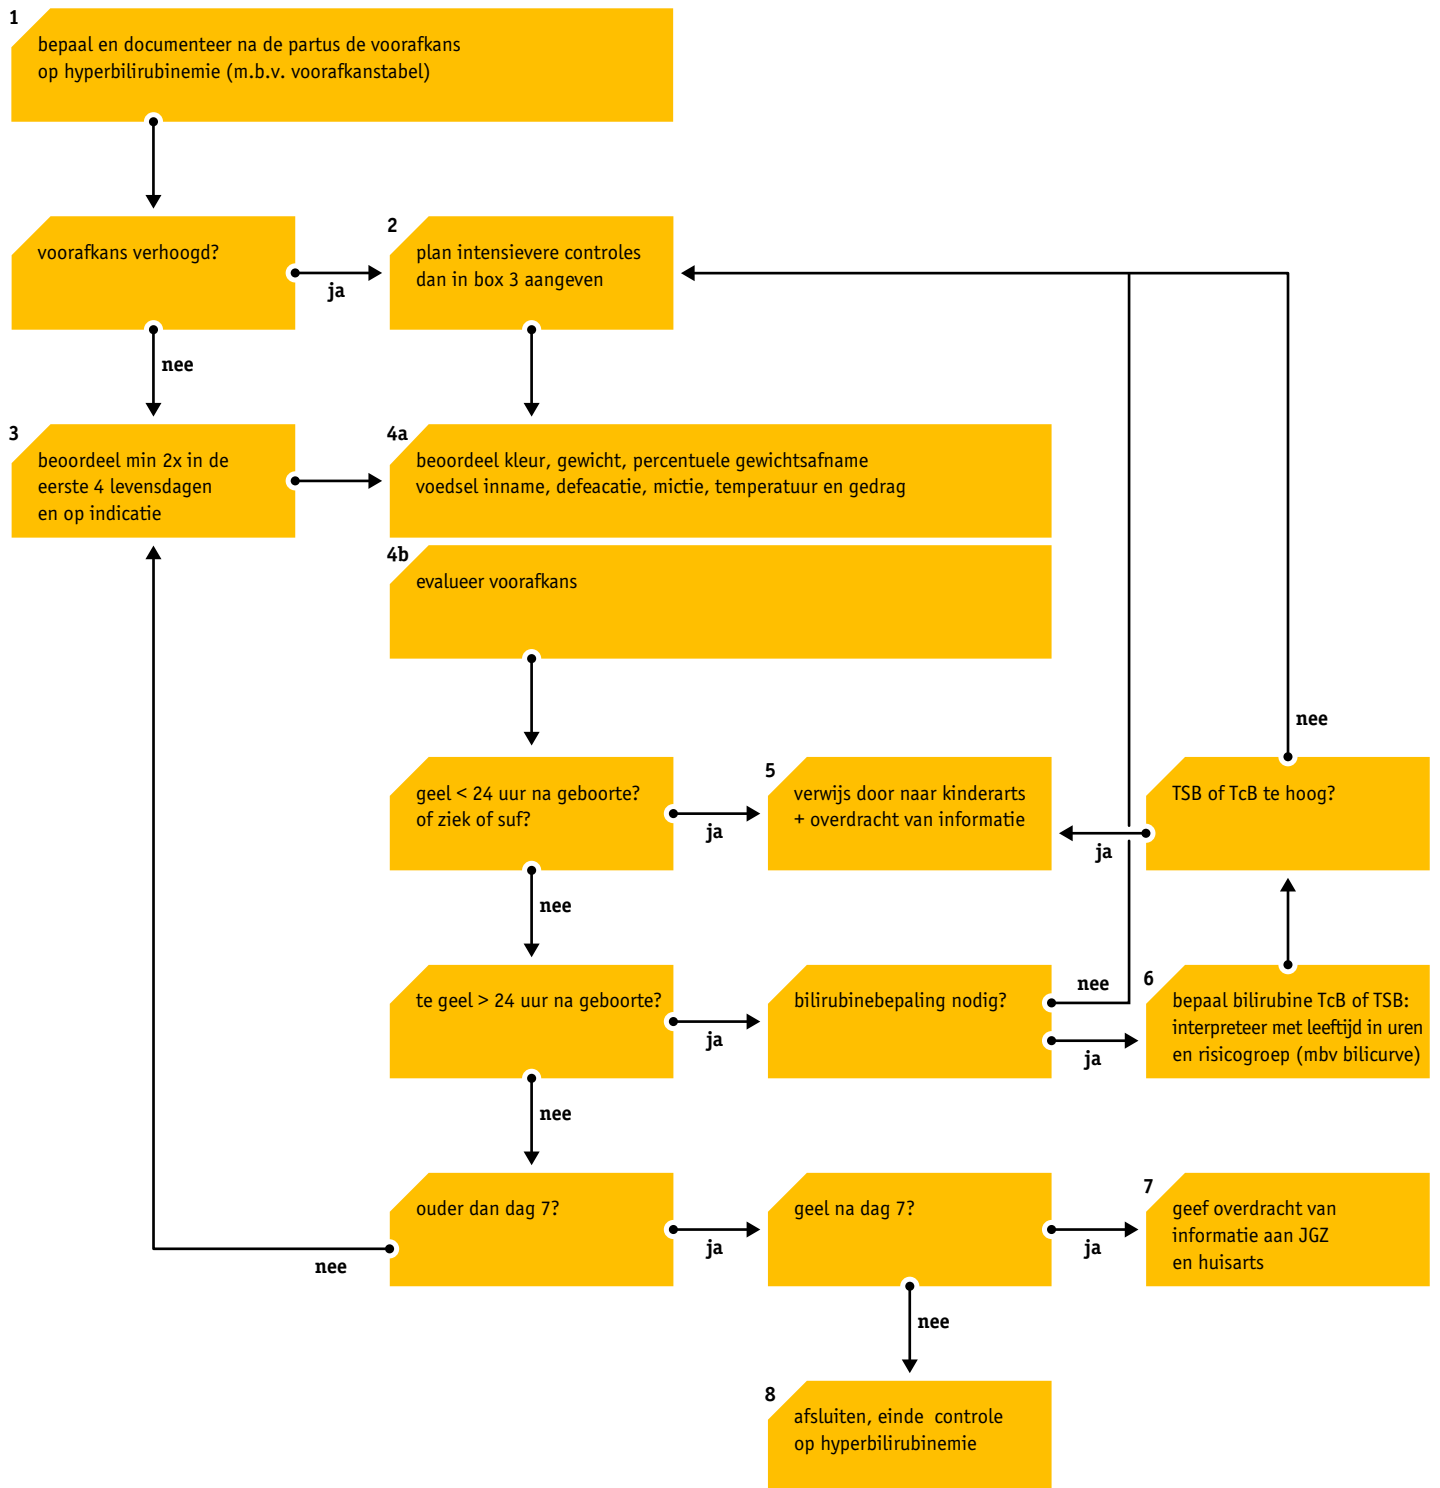 1
bepaal en documenteer na de partus de voorafkans
op hyperbilirubinemie (m.b.v. voorafkanstabel)
voorafkans verhoogd?
ja
2
plan intensievere controles
dan in box 3 aangeven
nee
3
beoordeel min 2x in de
eerste 4 levensdagen
en op indicatie
4a
beoordeel kleur, gewicht, percentuele gewichtsafname
voedsel inname, defeacatie, mictie, temperatuur en gedrag
4b
evalueer voorafkans
nee
geel < 24 uur na geboorte?
of ziek of suf?
ja
5
verwijs door naar kinderarts
+ overdracht van informatie
ja
TSB of TcB te hoog?
nee
te geel > 24 uur na geboorte?
ja
bilirubinebepaling nodig?
nee
ja
6
bepaal bilirubine TcB of TSB:
interpreteer met leeftijd in uren
en risicogroep (mbv bilicurve)
nee
ouder dan dag 7?
nee
ja
geel na dag 7?
ja
7
geef overdracht van
informatie aan JGZ
en huisarts
nee
8
afsluiten, einde  controle
op hyperbilirubinemie